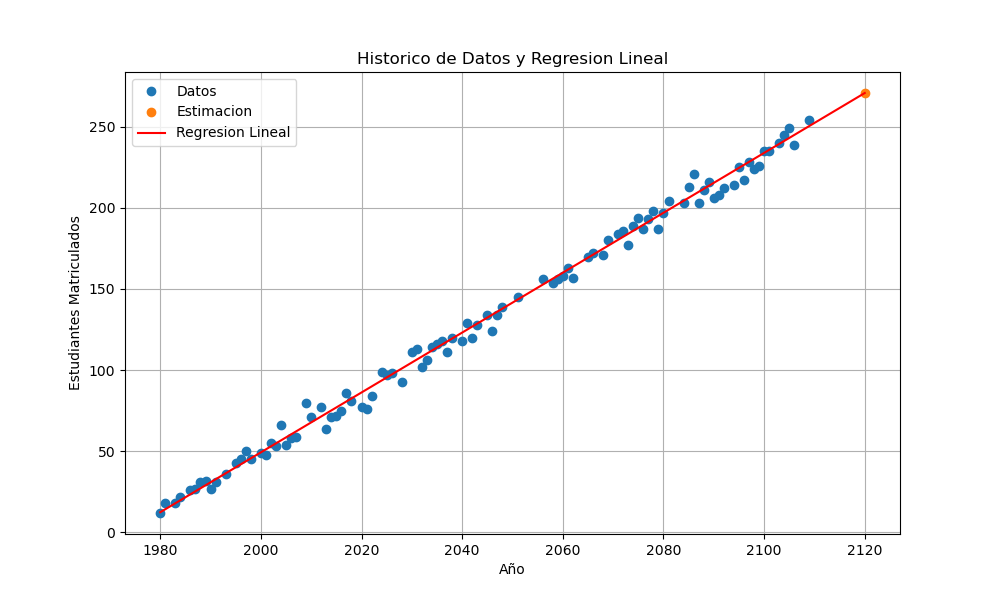 Historico de Datos y Regresion Lineal
Datos
Estimacion
Regresion Lineal
Estudiantes Matriculados
250
200
150
100
50
0
1980 2000 2020 2040 2060 2080 2100 2120
Año